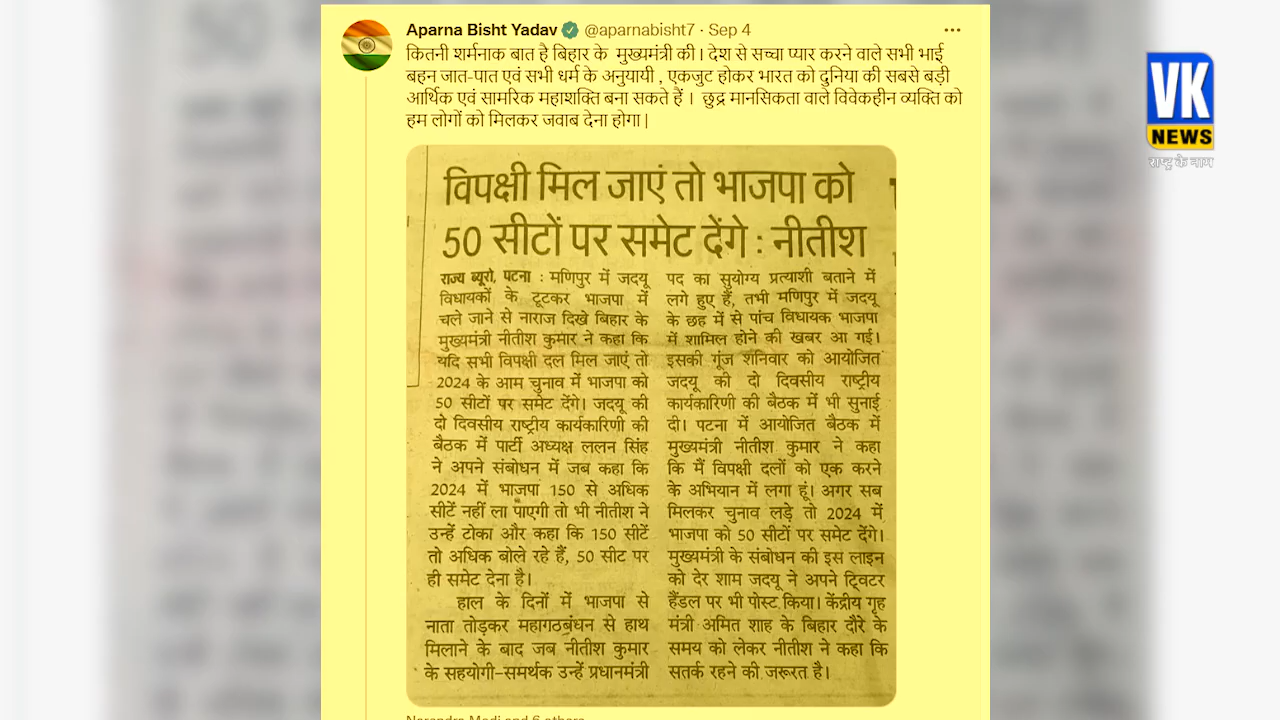 Aparna Bisht Yadav @aparnabisht7 · Sep 4
कितनी शर्मनाक बात है बिहार के मुख्यमंत्री की। देश से सच्चा प्यार करने वाले सभी भाई
बहन जात-पात एवं सभी धर्म के अनुयायी , एकजुट होकर भारत को दुनिया की सबसे बड़ी
आर्थिक एवं सामरिक महाशक्ति बना सकते हैं । छुद्र मानसिकता वाले विवेकहीन व्यक्ति को
हम लोगों को मिलकर जवाब देना होगा |
VK
NEWS
राष्ट्र के नाम
विपक्षी मिल जाएं तो भाजपा को
50 सीटों पर समेट देंगे : नीतीश
राज्य ब्यूरो, पटना : मणिपुर में जदयू
विधायकों के टूटकर भाजपा में
चले जाने से नाराज दिखे बिहार के
मुख्यमंत्री नीतीश कुमार ने कहा कि
यदि सभी विपक्षी दल मिल जाएं तो
2024 के आम चुनाव में भाजपा को
50 सीटों पर समेट देंगे। जदयू की
दो दिवसीय राष्ट्रीय कार्यकारिणी की
बैठक में पार्टी अध्यक्ष ललन सिंह
ने अपने संबोधन में जब कहा कि
2024 में भाजपा 150 से अधिक
सीटें नहीं ला पाएगी तो भी नीतीश ने
उन्हें टोका और कहा कि 150 सीटें
तो अधिक बोले रहे हैं, 50 सीट पर
ही समेट देना है।
हाल के दिनों में भाजपा से
नाता तोड़कर महागठबंधन से हाथ
मिलाने के बाद जब नीतीश कुमार
के सहयोगी-समर्थक उन्हें प्रधानमंत्री
पद का सुयोग्य प्रत्याशी बताने में
लगे हुए हैं, तभी मणिपुर में जदयू
के छह में से पांच विधायक भाजपा
में शामिल होने की खबर आ गई।
इसकी गूंज शनिवार को आयोजित
जदयू की दो दिवसीय राष्ट्रीय
कार्यकारिणी की बैठक में भी सुनाई
दी। पटना में आयोजित बैठक में
मुख्यमंत्री नीतीश कुमार ने कहा
कि मैं विपक्षी दलों को एक करने
के अभियान में लगा हूं। अगर सब
मिलकर चुनाव लड़े तो 2024 में
भाजपा को 50 सीटों पर समेट देंगे।
मुख्यमंत्री के संबोधन की इस लाइन
को देर शाम जदयू ने अपने ट्विटर
हैंडल पर भी पोस्ट किया। केंद्रीय गृह
मंत्री अमित शाह के बिहार दौरे के
समय को लेकर नीतीश ने कहा कि
सतर्क रहने की जरूरत है।
Narendra Modi and 6 others